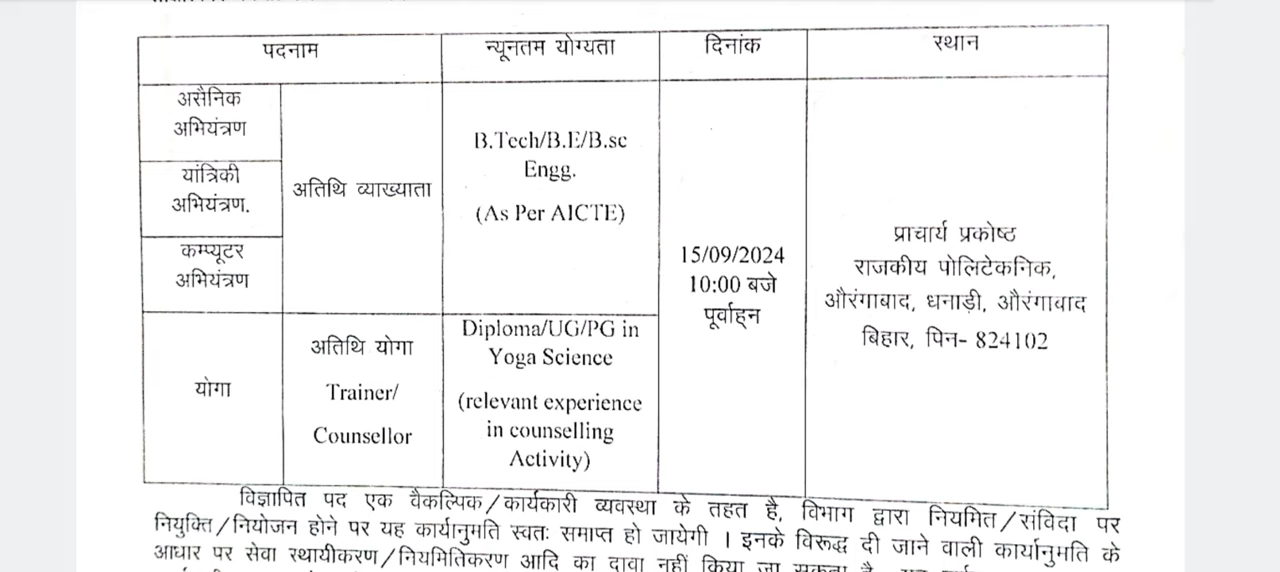 पदनाम
न्यूनतम योग्यता
दिनांक
स्थान
असैनिक
अभियंत्रण
यांत्रिकी
अभियंत्रण.
कम्प्यूटर
अभियंत्रण
अतिथि व्याख्याता
B.Tech/B.E/B.sc
Engg.
(As Per AICTE)
15/09/2024
10:00 बजे
पूर्वाह्न
प्राचार्य प्रकोष्ठ
राजकीय पोलिटेकनिक,
औरंगाबाद, धनाड़ी, औरंगाबाद
बिहार, पिन- 824102
योगा
अतिथि योगा
Trainer/
Counsellor
Diploma/UG/PG in
Yoga Science
(relevant experience
in counselling
Activity)
विज्ञापित पद एक वैकल्पिक/कार्यकारी व्यवस्था के तहत है, विभाग द्वारा नियमित/संविदा पर
नियुक्ति/नियोजन होने पर यह कार्यानुमति स्वतः समाप्त हो जायेगी । इनके विरूद्ध दी जाने वाली कार्यानुमति के
आधार पर सेवा स्थायीकरण/नियमितिकरण आदि का दावा नहीं किया जा सकता है